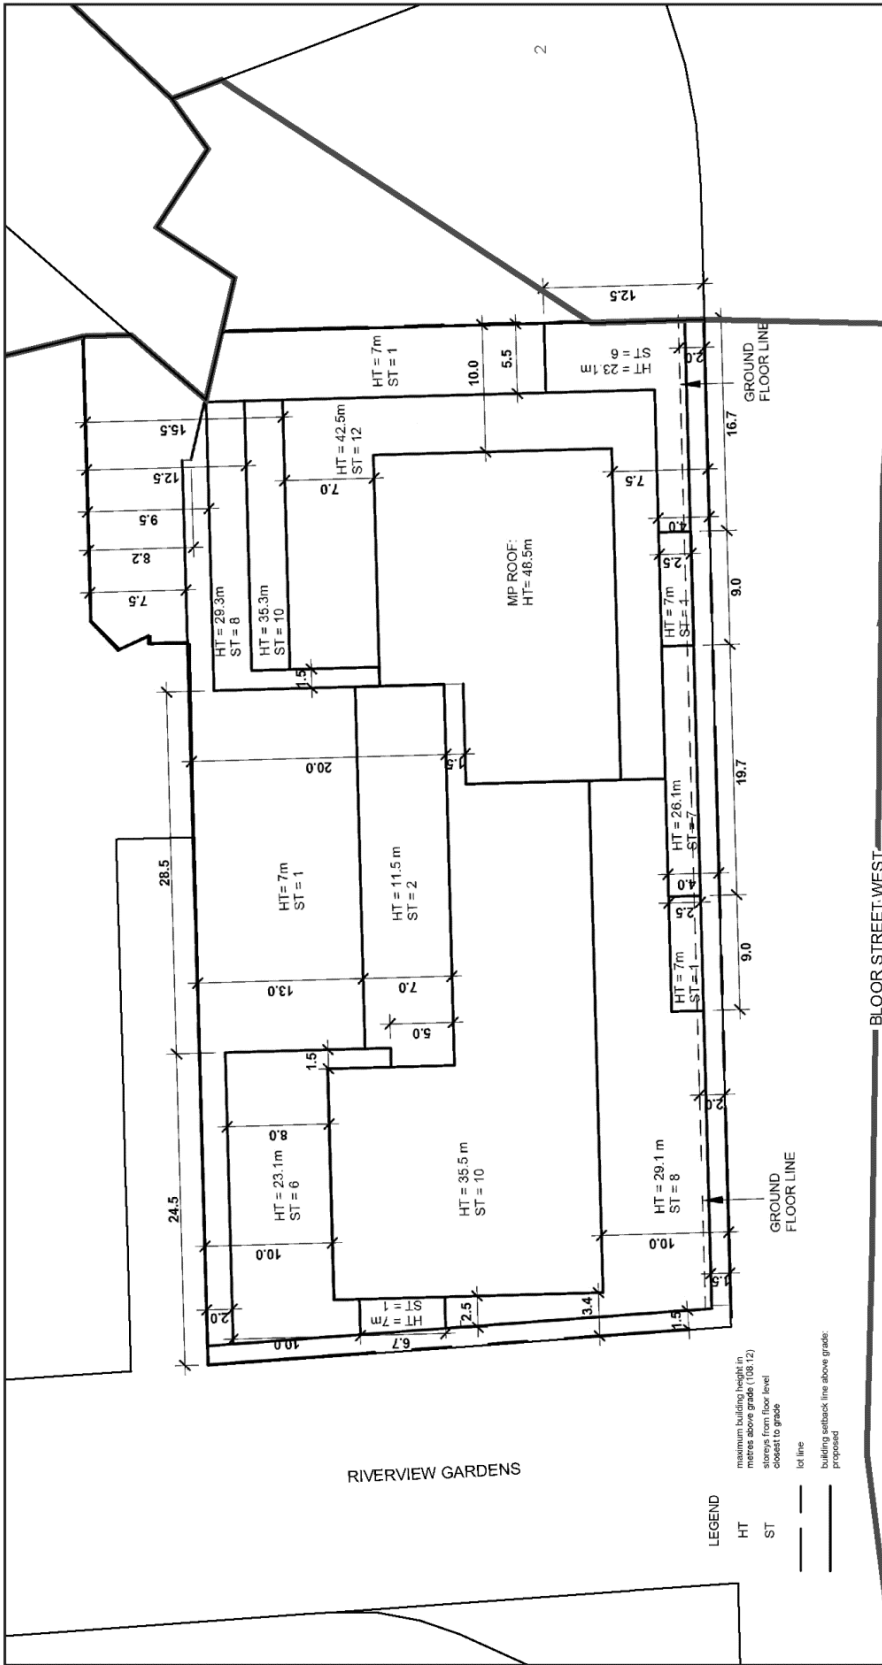 2
12.5
HT = 7m
ST = 1
10.0
5.5
HT = 23.1m
ST = 6
2.0
GROUND
FLOOR LINE
15.5
12.5
9.5
8.2
7.5
HT = 42.5m
ST = 12
7.0
7.5
16.7
4.0
HT = 29.3m
ST = 8
HT = 35.3m
ST = 10
MP ROOF:
HT= 48.5m
2.5
HT = 7m
ST = 1
9.0
1.5
20.0
1.5
19.7
28.5
HT= 7m
ST = 1
HT = 11.5 m
ST = 2
HT = 26.1m
ST = 7
4.0
2.5
13.0
7.0
5.0
HT = 7m
ST = 1
9.0
BLOOR STREET WEST
1.5
2.0
8.0
24.5
HT = 23.1m
ST = 6
HT = 35.5 m
ST = 10
HT = 29.1 m
ST = 8
GROUND
FLOOR LINE
10.0
10.0
1.5
2.0
HT = 7m
ST = 1
2.5
3.4
10.0
6.7
1.5
RIVERVIEW GARDENS
LEGEND
HT
maximum building height in
metres above grade (108.12)
ST
storeys from floor level
closest to grade
lot line
building setback line above grade:
proposed